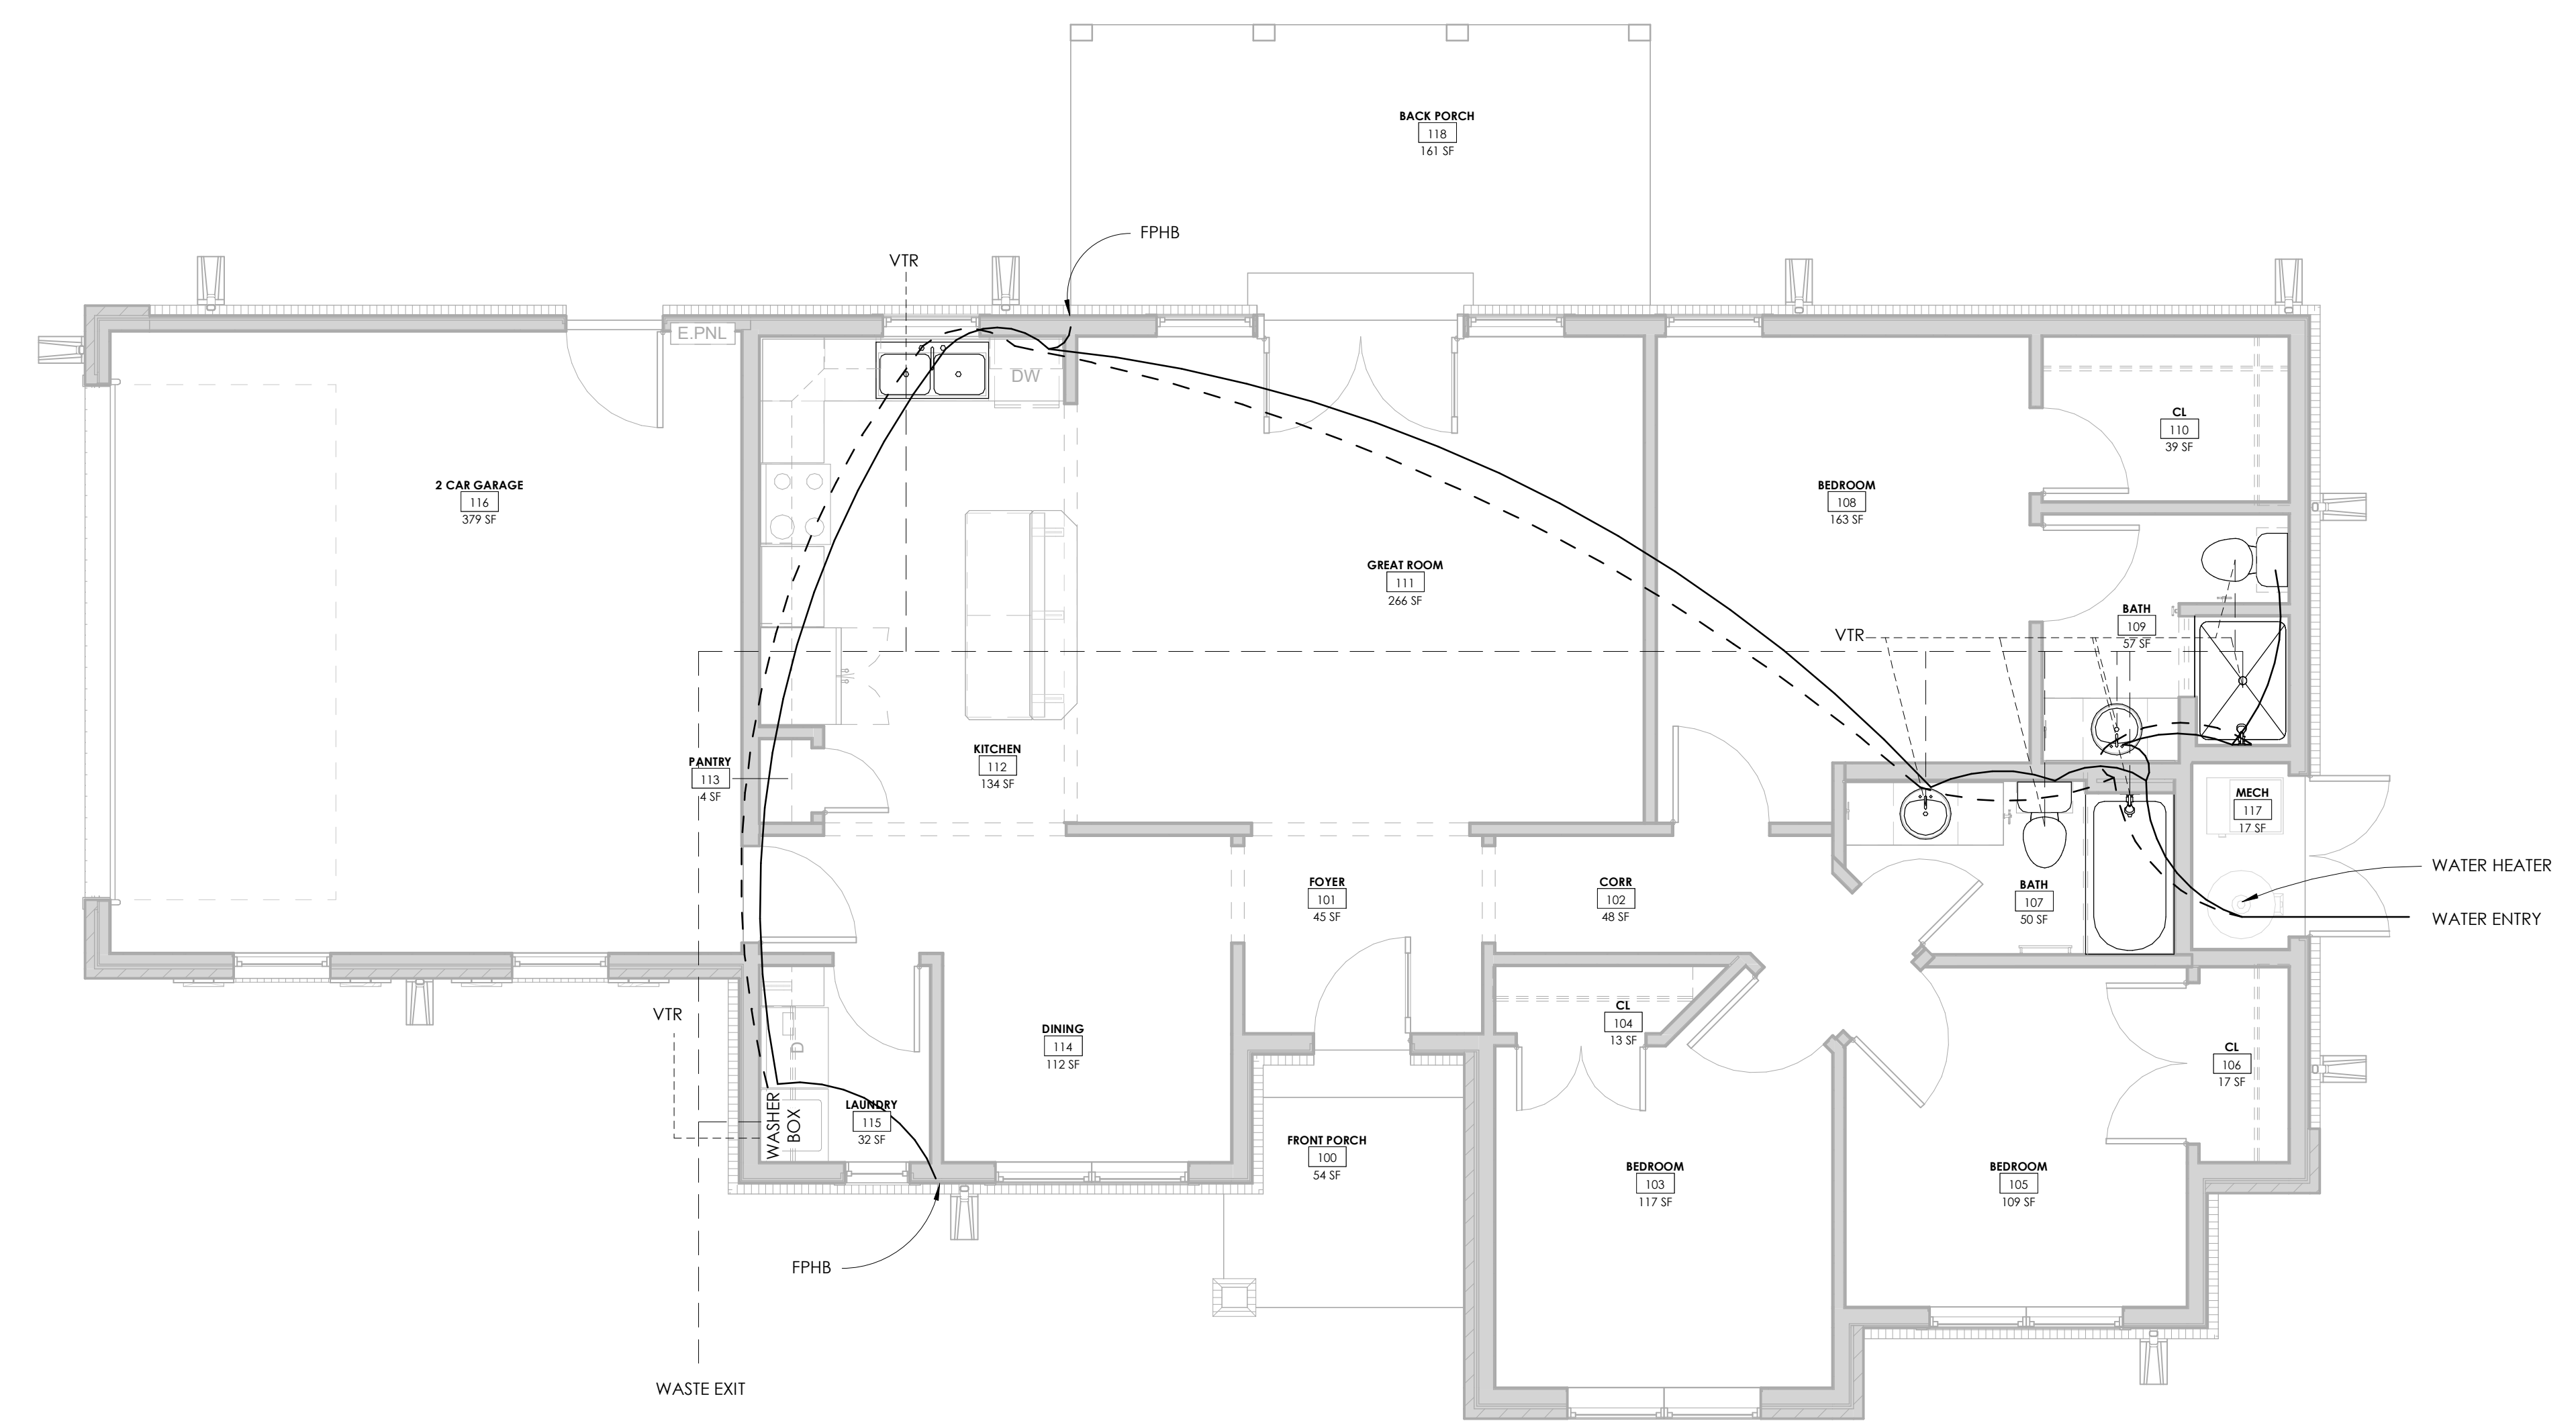 BACK PORCH
118
161 SF
FPHB
VTR
E.PNL
DW
CL
110
39 SF
2 CAR GARAGE
116
379 SF
BEDROOM
108
163 SF
GREAT ROOM
111
266 SF
BATH
109
57 SF
VTR
KITCHEN
112
134 SF
PANTRY
113
4 SF
MECH
117
17 SF
WATER HEATER
FOYER
101
45 SF
CORR
102
48 SF
BATH
107
50 SF
WATER ENTRY
VTR
CL
104
13 SF
DINING
114
112 SF
D
CL
106
17 SF
LAUNDRY
115
32 SF
WASHER
BOX
FRONT PORCH
100
54 SF
BEDROOM
103
117 SF
BEDROOM
105
109 SF
FPHB
WASTE EXIT